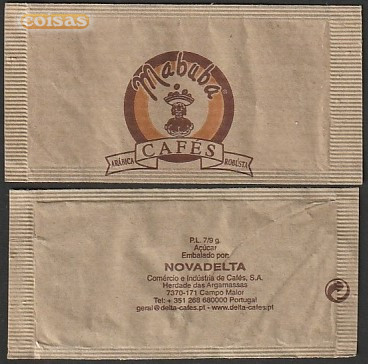 coisas
Mababa
CAFÉS
ARÁBICA
ROBUSTA
P.L. 7/9 g.
Açúcar
Embalado por:
NOVADELTA
Comércio e Indústria de Cafés, S.A.
Herdade das Argamassas
7370-171 Campo Maior
Tel: + 351 268 680000 Portugal
geral@delta-cafes.pt - www.delta-cafes.pt